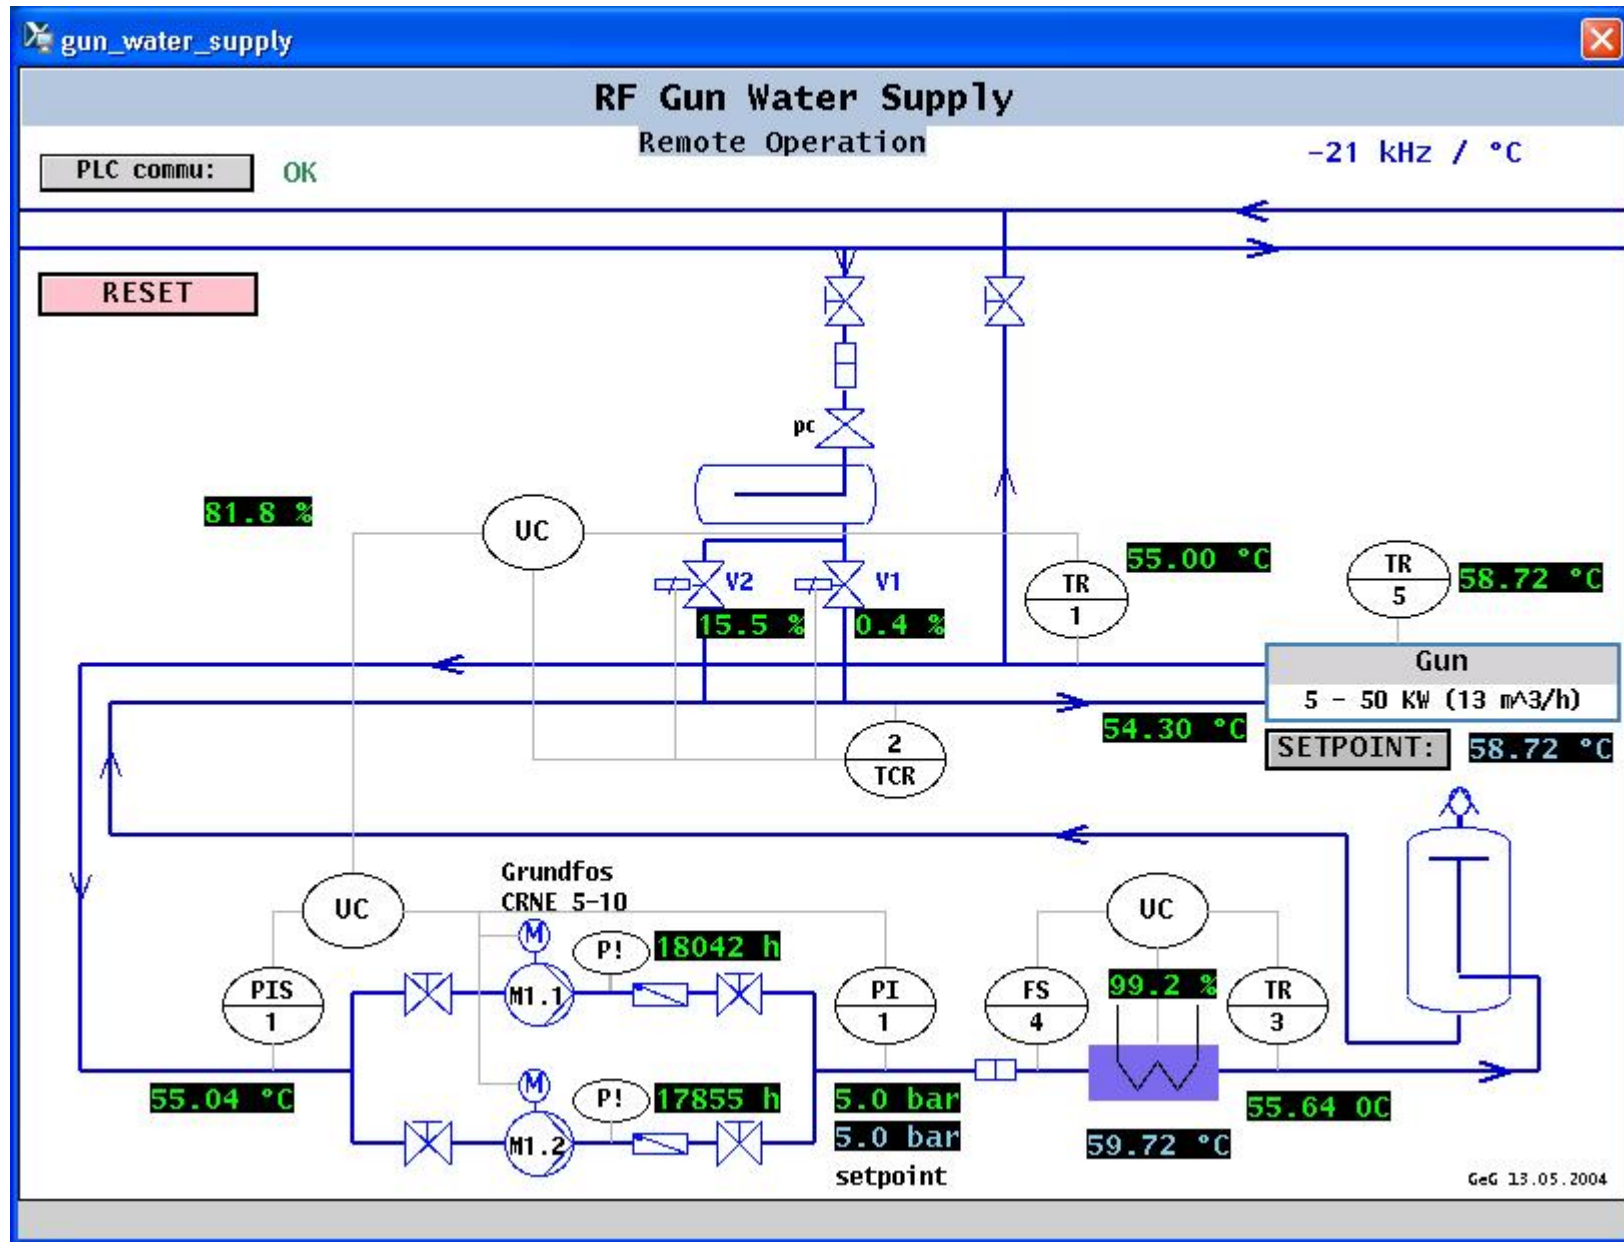 gun_water_supply
RF Gun Water Supply
Remote Operation
-21 kHz / °C
PLC commu:
OK
RESET
pc
81.8 %
UC
V2
V1
15.5 %
0.4 %
TR
1
55.00 °C
TR
5
58.72 °C
Gun
5 - 50 KW (13 m^3/h)
54.30 °C
SETPOINT:
58.72 °C
2
TCR
Grundfos
CRNE 5-10
UC
UC
M
P!
18042 h
M1.1
PIS
1
PI
1
FS
4
99.2 %
TR
3
55.04 °C
M
P!
17855 h
M1.2
5.0 bar
5.0 bar
setpoint
55.64 OC
59.72 °C
GeG 13.05.2004